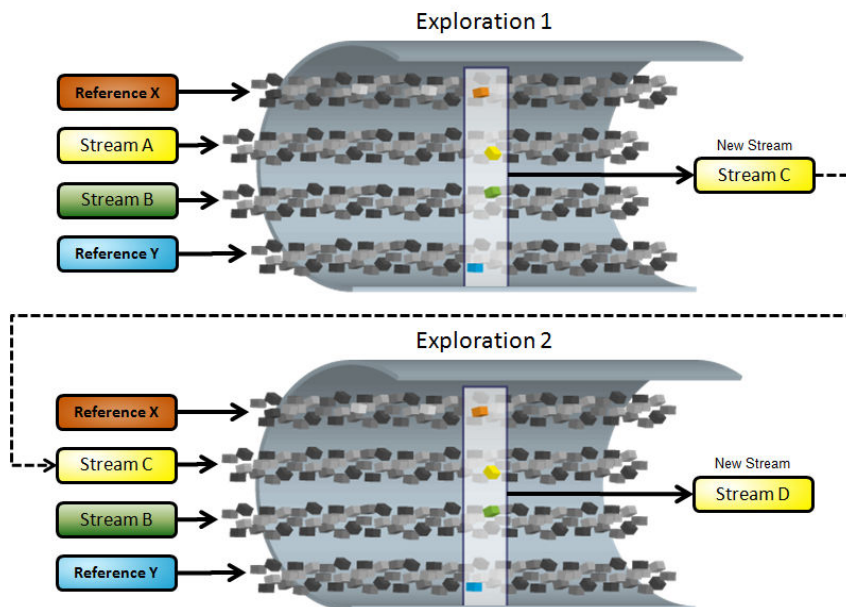 Exploration 1
Reference X
Stream A
New Stream
Stream C
Stream B
Reference Y
Exploration 2
Reference X
Stream C
New Stream
Stream D
Stream B
Reference Y